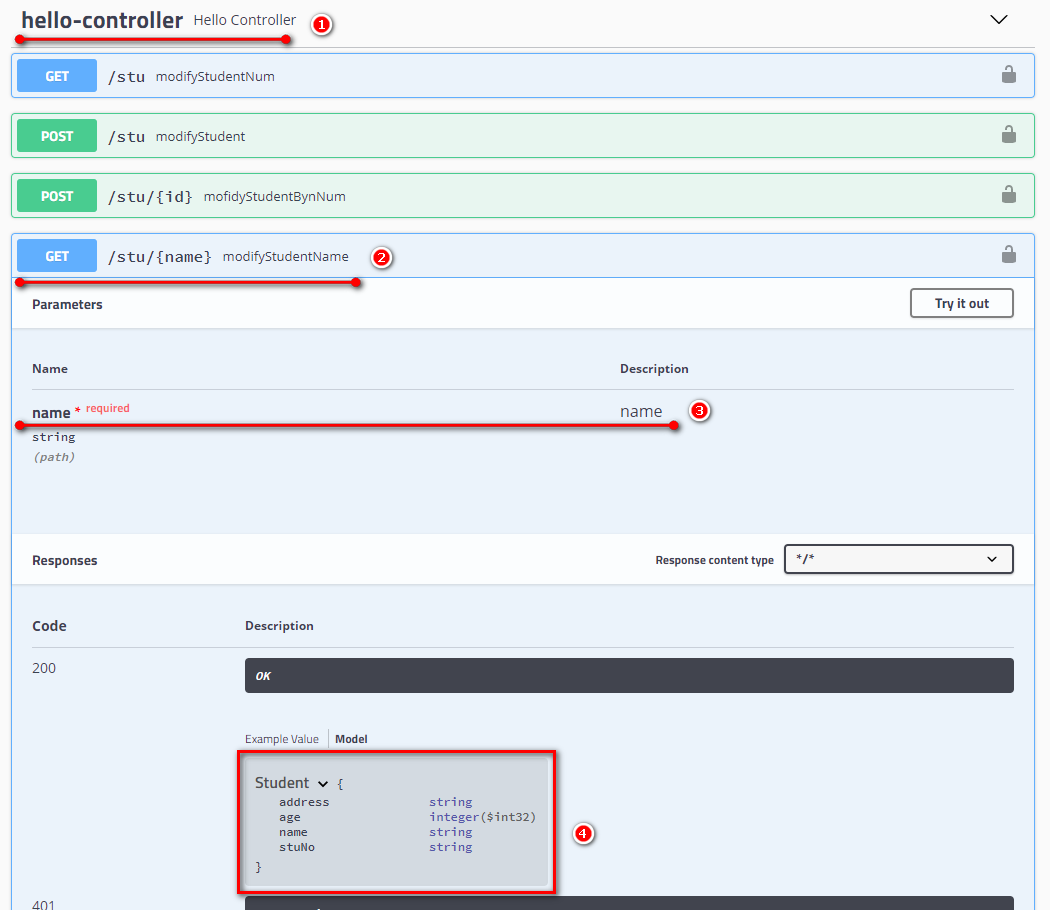 hello-controller Hello Controller 1
GET /stu modifyStudentNum
POST /stu modifyStudent
POST /stu/{id} mofidyStudentBynNum
GET /stu/{name} modifyStudentName 2
Parameters Try it out
Name Description
name * required name 3
string
(path)
Responses Response content type */*
Code Description
200 OK
Example Value Model
Student {
address string
age integer($int32)
name string
stuNo string
4
}
401